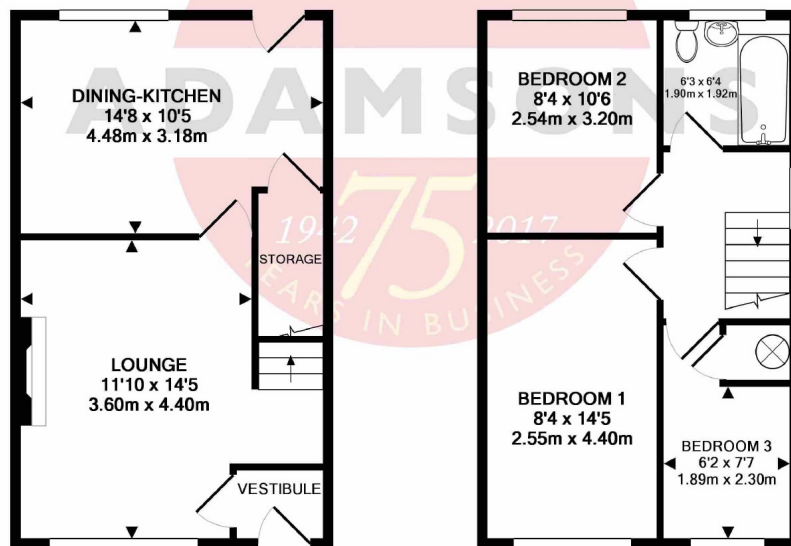 ADAMSONS
1942 75 2017
YEARS IN BUSINESS
DINING-KITCHEN
14'8 x 10'5
4.48m x 3.18m
STORAGE
LOUNGE
11'10 x 14'5
3.60m x 4.40m
VESTIBULE
BEDROOM 2
8'4 x 10'6
2.54m x 3.20m
6'3 x 6'4
1.90m x 1.92m
BEDROOM 1
8'4 x 14'5
2.55m x 4.40m
BEDROOM 3
6'2 x 7'7
1.89m x 2.30m